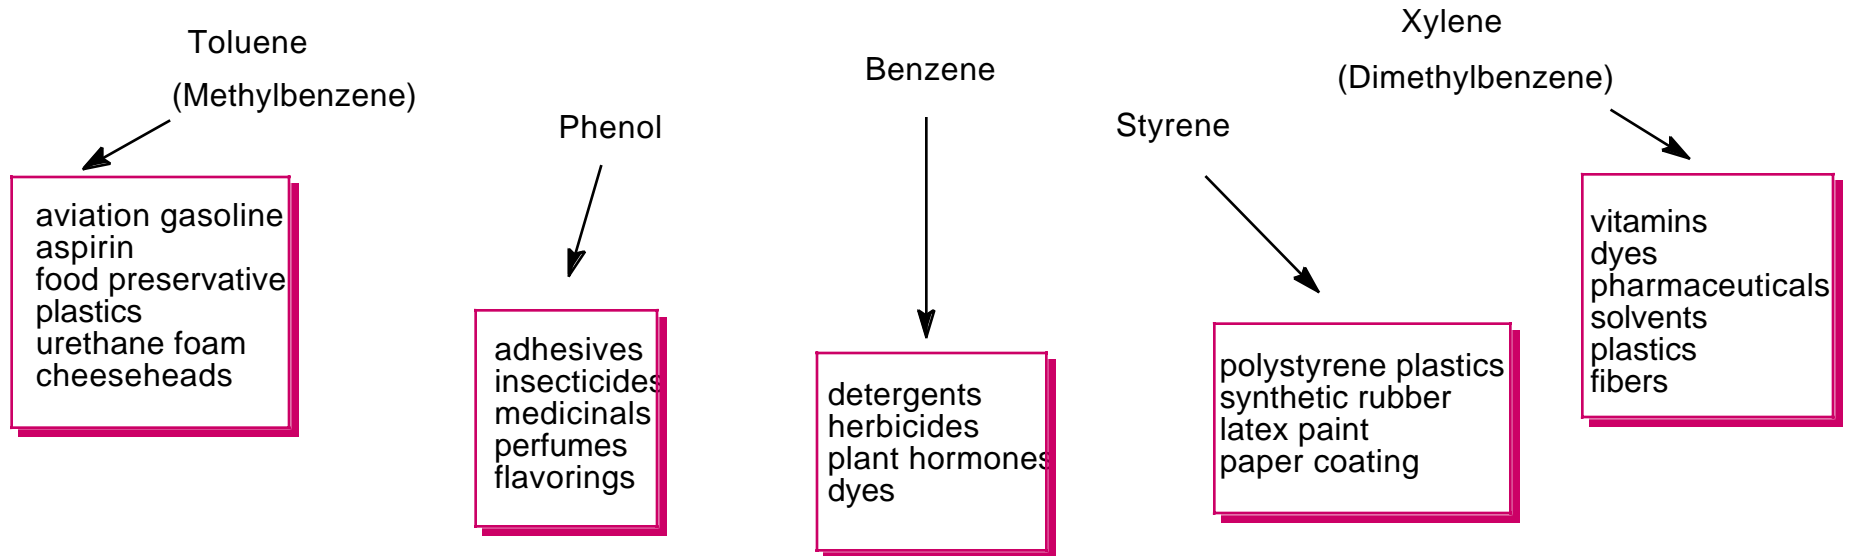 Toluene
(Methylbenzene)
aviation gasoline
aspirin
food preservative
plastics
urethane foam
cheeseheads
Phenol
adhesives
insecticides
medicinals
perfumes
flavorings
Benzene
detergents
herbicides
plant hormones
dyes
Styrene
polystyrene plastics
synthetic rubber
latex paint
paper coating
Xylene
(Dimethylbenzene)
vitamins
dyes
pharmaceuticals
solvents
plastics
fibers